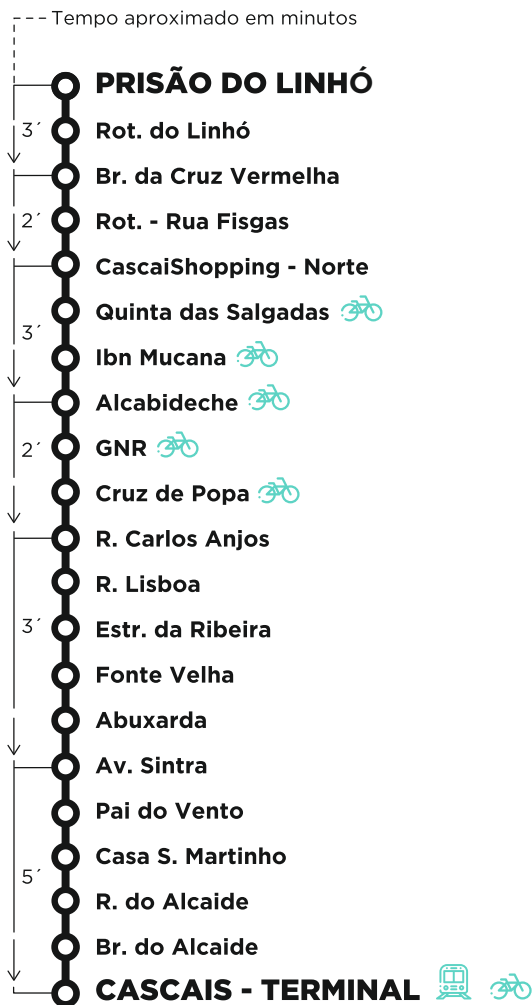 Tempo aproximado em minutos
PRISÃO DO LINHÓ
3´
Rot. do Linhó
Br. da Cruz Vermelha
2´
Rot. - Rua Fisgas
CascaiShopping - Norte
Quinta das Salgadas
3´
Ibn Mucana
Alcabideche
2´
GNR
Cruz de Popa
R. Carlos Anjos
R. Lisboa
3´
Estr. da Ribeira
Fonte Velha
Abuxarda
Av. Sintra
Pai do Vento
Casa S. Martinho
5´
R. do Alcaide
Br. do Alcaide
CASCAIS - TERMINAL